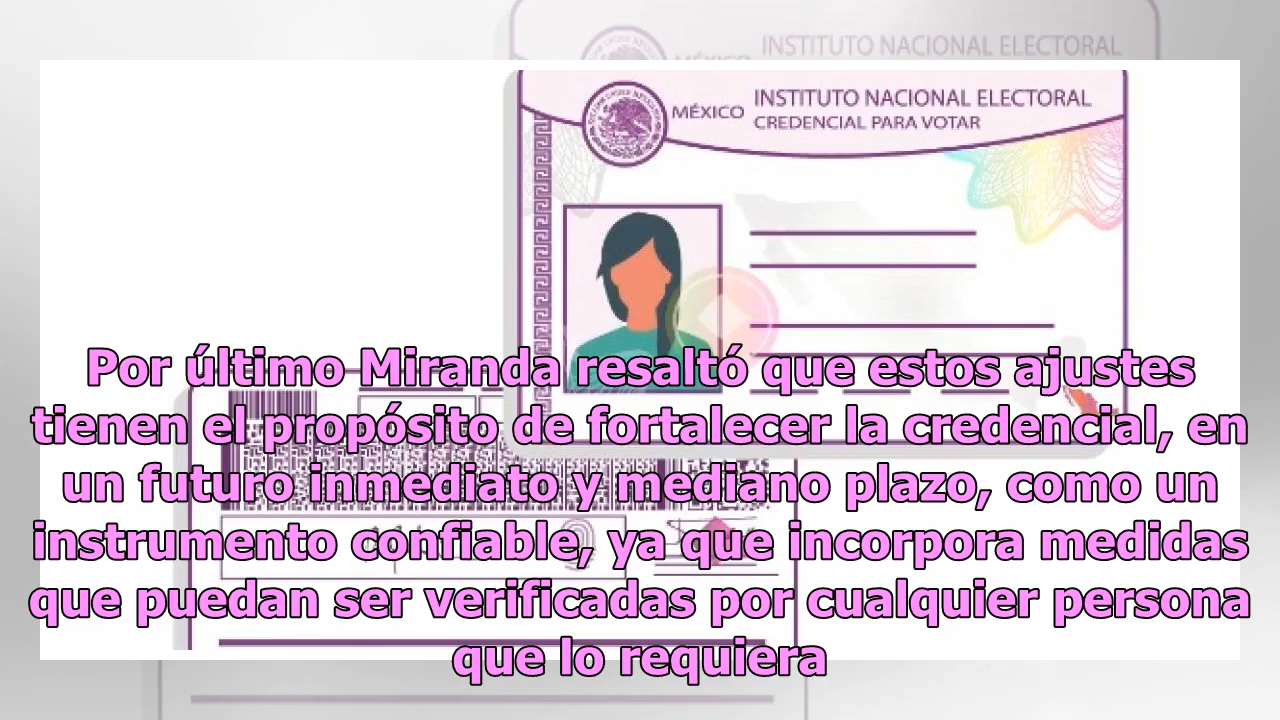 INSTITUTO NACIONAL ELECTORAL
MÉXICO
INSTITUTO NACIONAL ELECTORAL
MÉXICO
CREDENCIAL PARA VOTAR
Por último Miranda resaltó que estos ajustes
tienen el propósito de fortalecer la credencial, en
un futuro inmediato y mediano plazo, como un
instrumento confiable, ya que incorpora medidas
que puedan ser verificadas por cualquier persona
que lo requiera